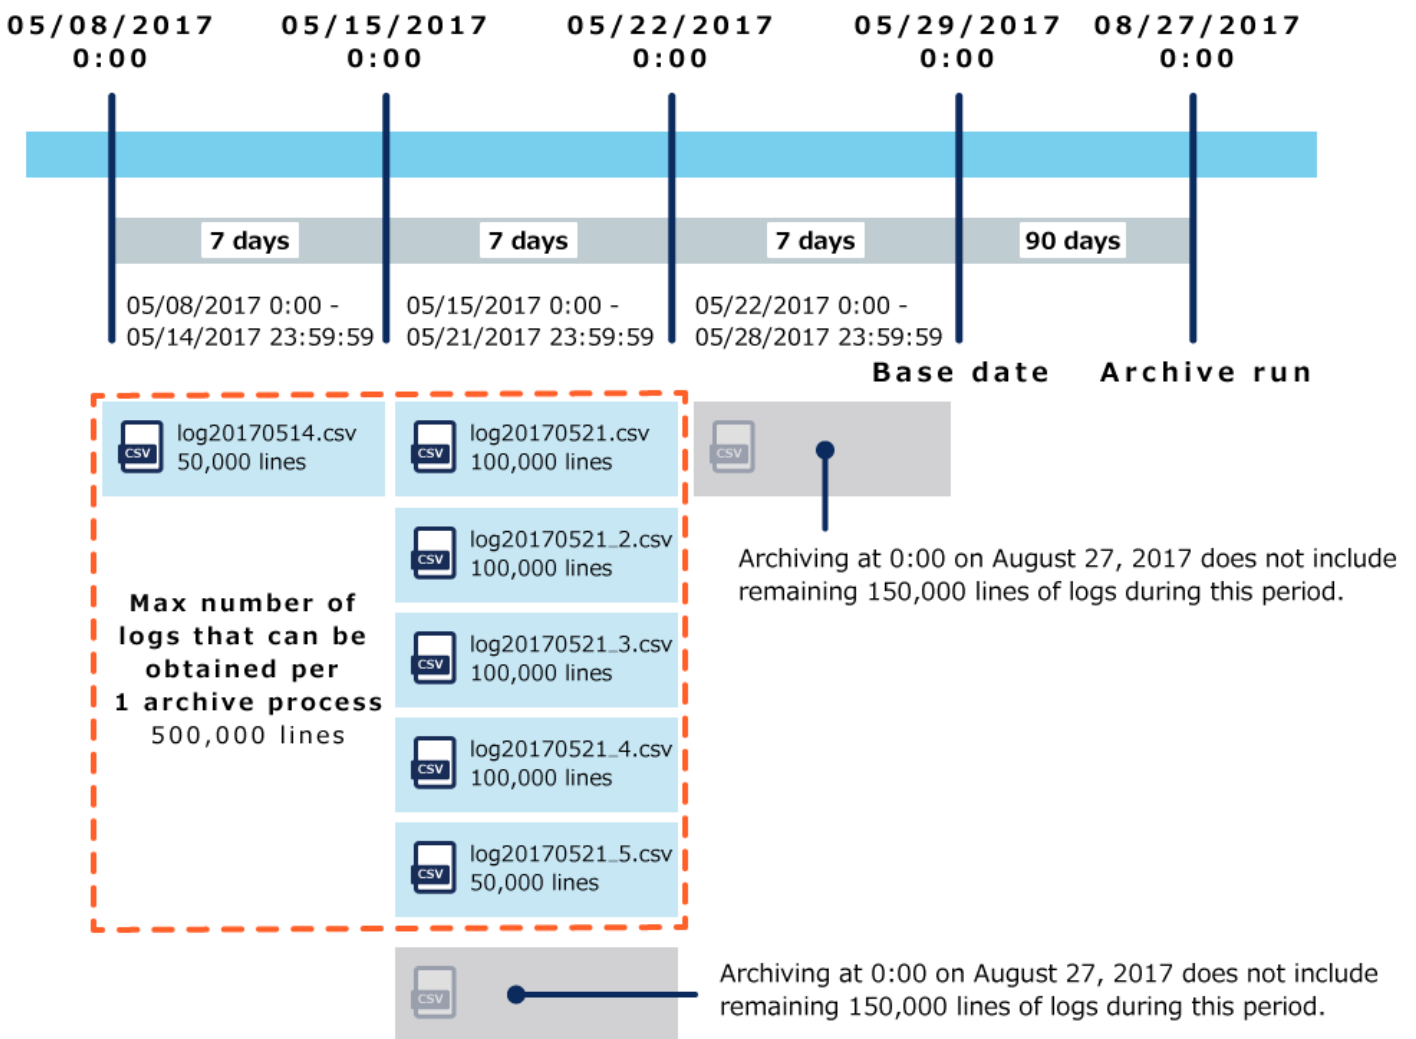 05/08/2017
0:00
05/15/2017
0:00
05/22/2017
0:00
05/29/2017
0:00
08/27/2017
0:00
7 days
7 days
7 days
90 days
05/08/2017 0:00 -
05/14/2017 23:59:59
05/15/2017 0:00 -
05/21/2017 23:59:59
05/22/2017 0:00 -
05/28/2017 23:59:59
Base date
Archive run
CSV
log20170514.csv
50,000 lines
CSV
log20170521.csv
100,000 lines
CSV
Archiving at 0:00 on August 27, 2017 does not include
remaining 150,000 lines of logs during this period.
CSV
log20170521_2.csv
100,000 lines
Max number of
logs that can be
obtained per
1 archive process
500,000 lines
CSV
log20170521_3.csv
100,000 lines
CSV
log20170521_4.csv
100,000 lines
CSV
log20170521_5.csv
50,000 lines
CSV
Archiving at 0:00 on August 27, 2017 does not include
remaining 150,000 lines of logs during this period.